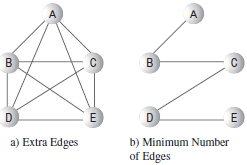 A
A
B
C
B
C
D
E
D
E
a) Extra Edges
b) Minimum Number
of Edges